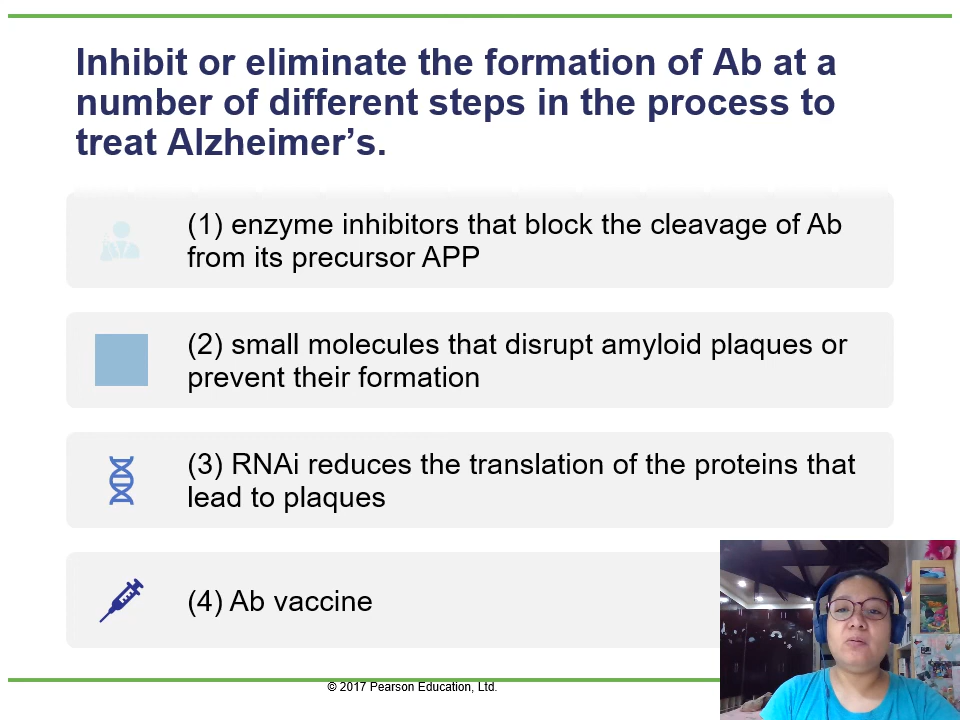 Inhibit or eliminate the formation of Ab at a
number of different steps in the process to
treat Alzheimer’s.
(1) enzyme inhibitors that block the cleavage of Ab
from its precursor APP
(2) small molecules that disrupt amyloid plaques or
prevent their formation
(3) RNAi reduces the translation of the proteins that
lead to plaques
(4) Ab vaccine
© 2017 Pearson Education, Ltd.